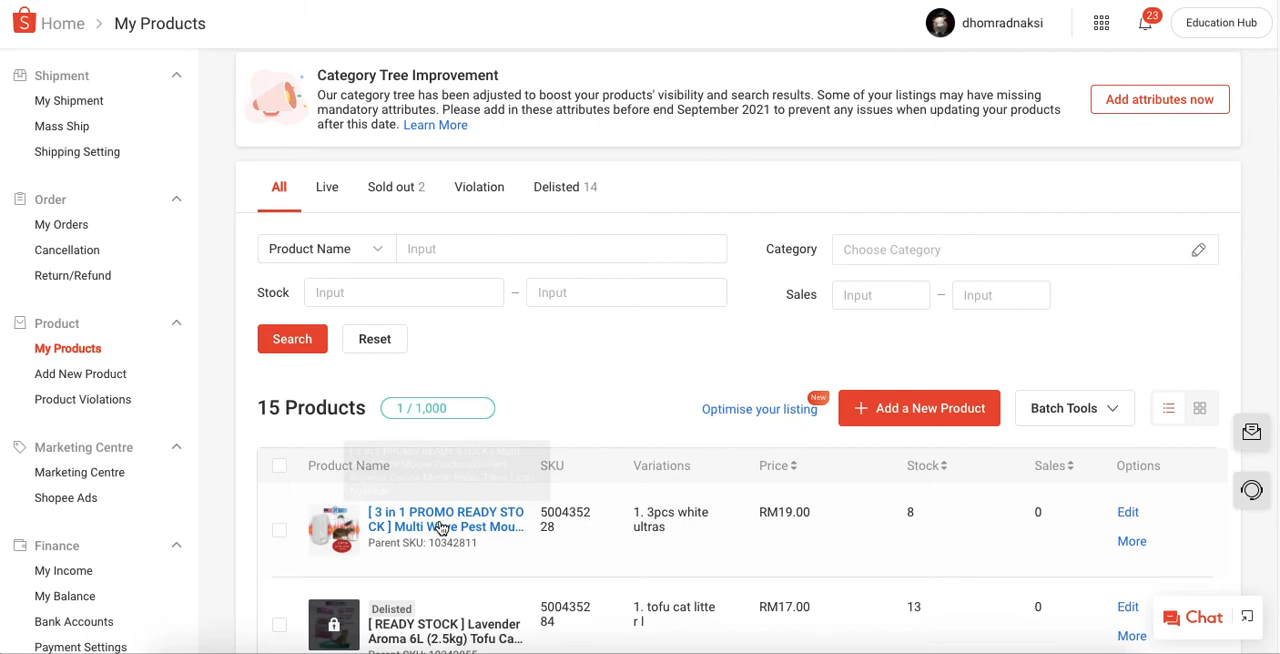 Home > My Products
dhomradnaksi
23
Education Hub
Shipment
My Shipment
Mass Ship
Shipping Setting
Order
My Orders
Cancellation
Return/Refund
Product
My Products
Add New Product
Product Violations
Marketing Centre
Marketing Centre
Shopee Ads
Finance
My Income
My Balance
Bank Accounts
Payment Settings
Category Tree Improvement
Our category tree has been adjusted to boost your products' visibility and search results. Some of your listings may have missing
mandatory attributes. Please add in these attributes before end September 2021 to prevent any issues when updating your products
after this date. Learn More
Add attributes now
All Live Sold out 2 Violation Delisted 14
Product Name Input Category Choose Category
Stock Input – Input Sales Input – Input
Search Reset
15 Products 1 / 1,000 Optimise your listing New + Add a New Product Batch Tools
Product Name SKU Variations Price Stock Sales Options
[ 3 in 1 PROMO READY STO 5004352 1. 3pcs white RM19.00 8 0 Edit
CK ] Multi Wave Pest Mou... 28 ultras
Parent SKU: 10342811 More
Delisted 5004352 1. tofu cat litte RM17.00 13 0 Edit
[ READY STOCK ] Lavender 84 r l
Aroma 6L (2.5kg) Tofu Ca... More
Parent SKU: 10342855
Chat